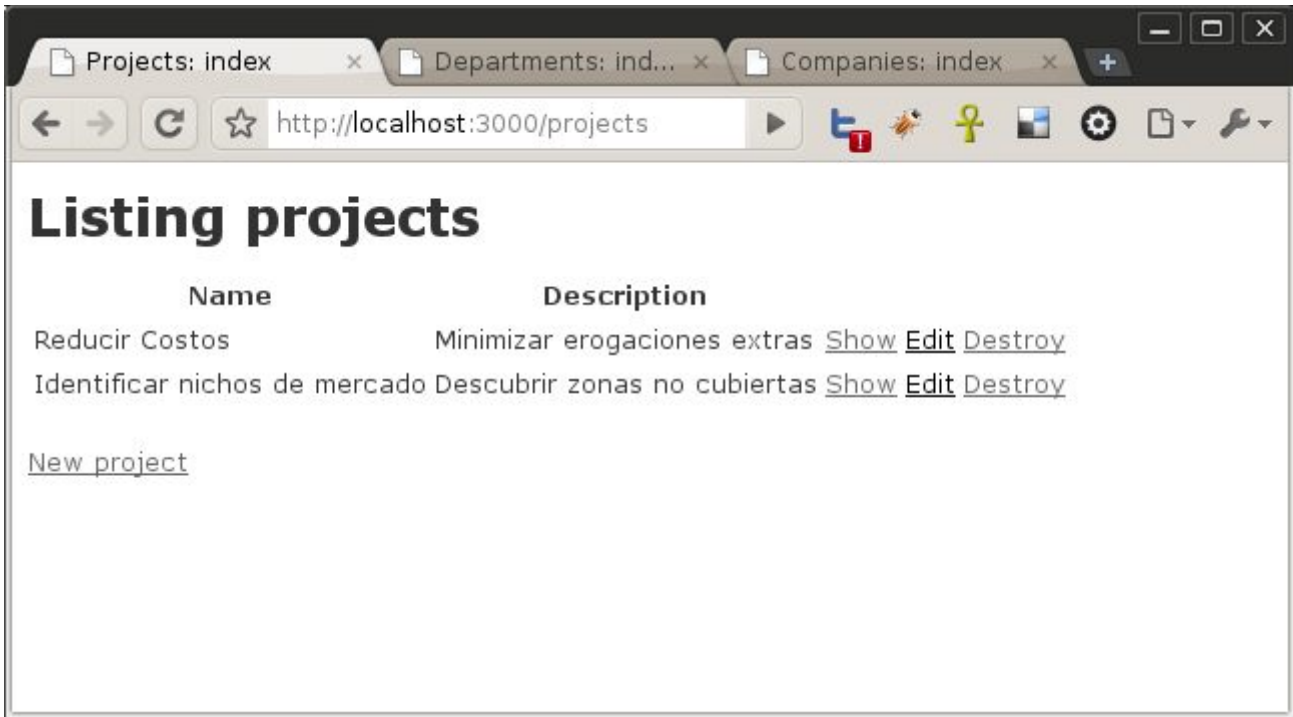 Projects: index
Departments: ind...
Companies: index
http://localhost:3000/projects
Listing projects
Name Description
Reducir Costos Minimizar erogaciones extras Show Edit Destroy
Identificar nichos de mercado Descubrir zonas no cubiertas Show Edit Destroy
New project